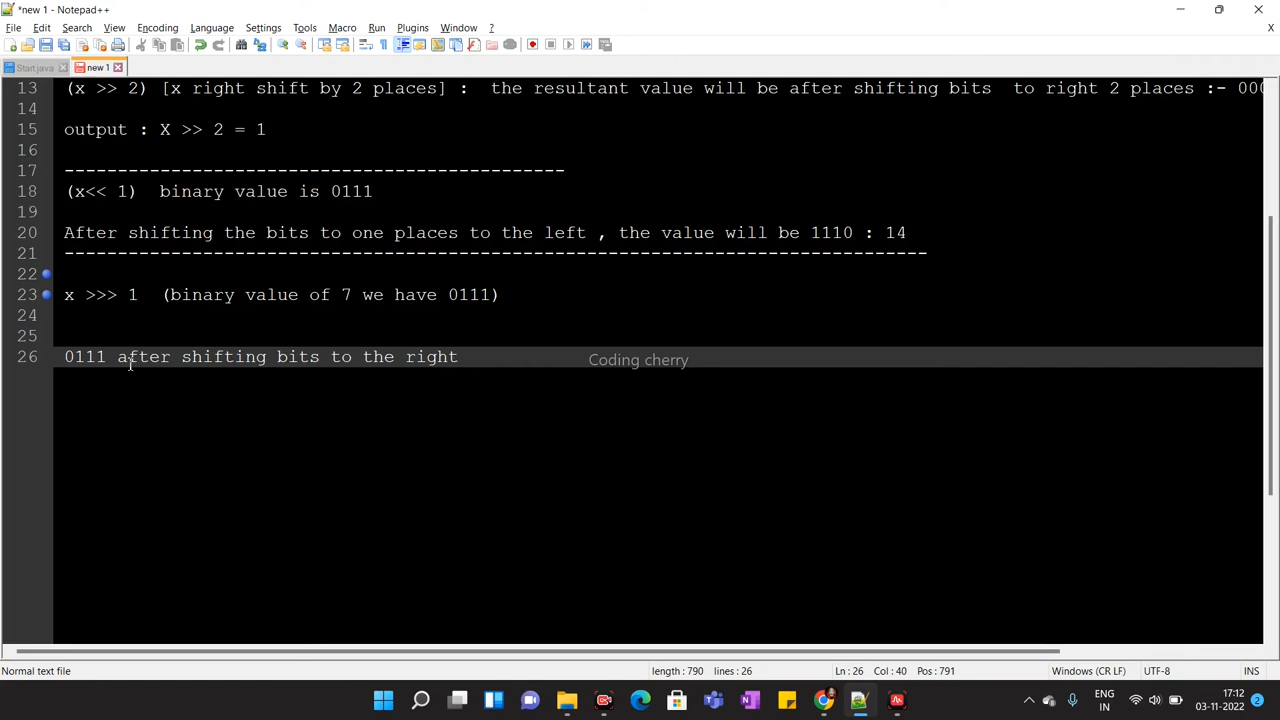 *new 1 - Notepad++
File Edit Search View Encoding Language Settings Tools Macro Run Plugins Window ?
X
Start.java new 1
13 (x >> 2) [x right shift by 2 places] : the resultant value will be after shifting bits to right 2 places :- 000
14
15 output : X >> 2 = 1
16
17 -----------------------------------------------
18 (x<< 1) binary value is 0111
19
20 After shifting the bits to one places to the left , the value will be 1110 : 14
21 ---------------------------------------------------------------------------------
22
23 x >>> 1 (binary value of 7 we have 0111)
24
25
26 0111 after shifting bits to the right
Coding cherry
Normal text file length : 790 lines : 26 Ln : 26 Col : 40 Pos : 791 Windows (CR LF) UTF-8 INS
ENG
IN
17:12
03-11-2022
2